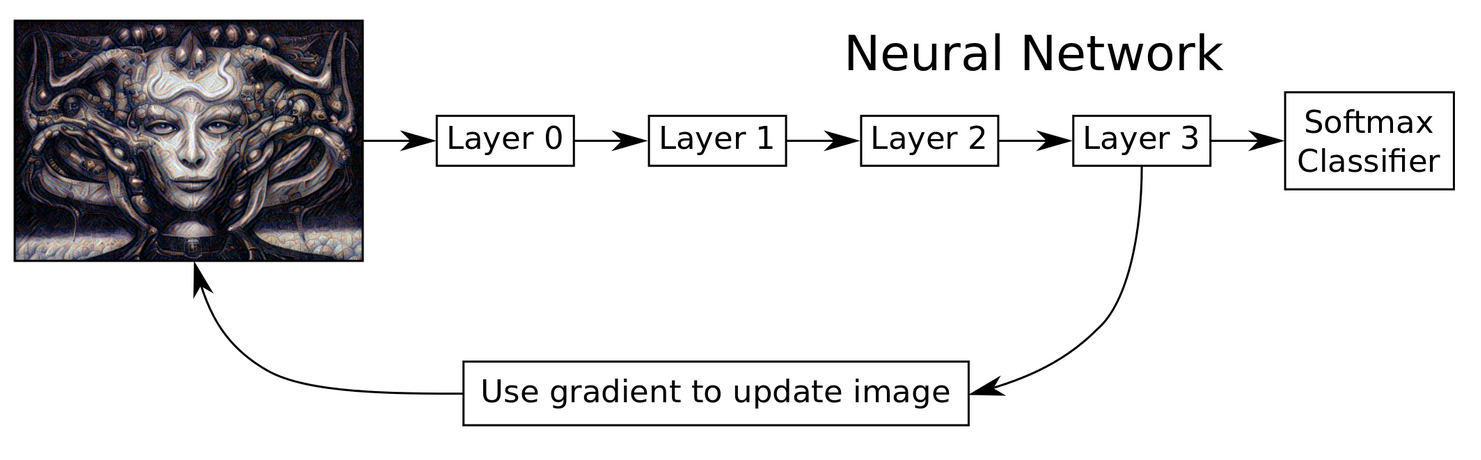 Neural Network
Layer 0
Layer 1
Layer 2
Layer 3
Softmax
Classifier
Use gradient to update image